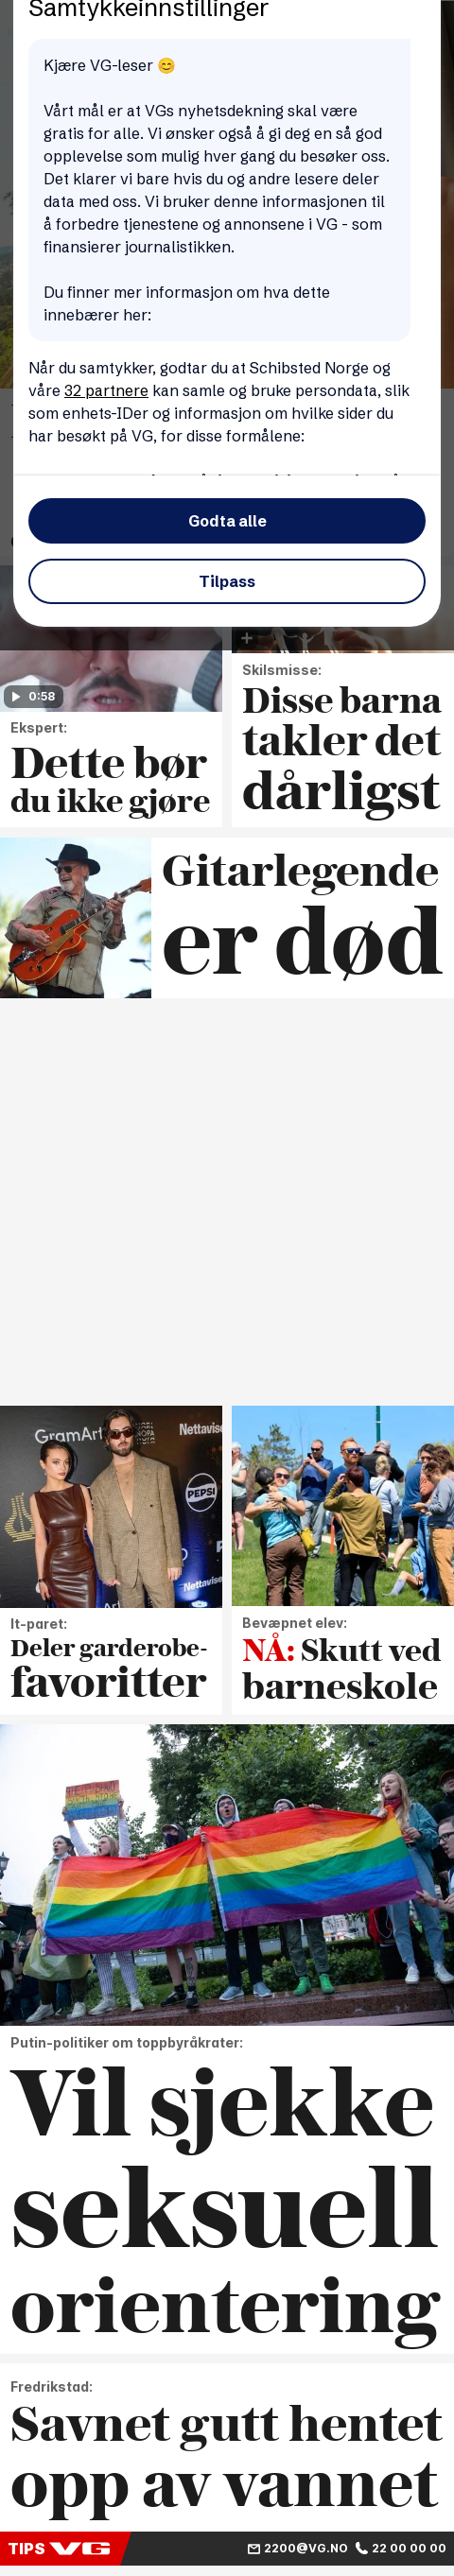 Samtykkeinnstillinger
Kjære VG-leser 😊
Vårt mål er at VGs nyhetsdekning skal være
gratis for alle. Vi ønsker også å gi deg en så god
opplevelse som mulig hver gang du besøker oss.
Det klarer vi bare hvis du og andre lesere deler
data med oss. Vi bruker denne informasjonen til
å forbedre tjenestene og annonsene i VG - som
finansierer journalistikken.
Du finner mer informasjon om hva dette
innebærer her:
Når du samtykker, godtar du at Schibsted Norge og
våre 32 partnere kan samle og bruke persondata, slik
som enhets-IDer og informasjon om hvilke sider du
har besøkt på VG, for disse formålene:
Godta alle
Tilpass
0:58
Ekspert:
Dette bør
du ikke gjøre
Skilsmisse:
Disse barna
takler det
dårligst
Gitarlegende
er død
GramArt
Nettavise
PEPSI
Nettavise
It-paret:
Deler garderobe-
favoritter
Bevæpnet elev:
NÅ: Skutt ved
barneskole
Putin-politiker om toppbyråkrater:
Vil sjekke
seksuell
orientering
Fredrikstad:
Savnet gutt hentet
opp av vannet
TIPS VG
2200@VG.NO 22 00 00 00